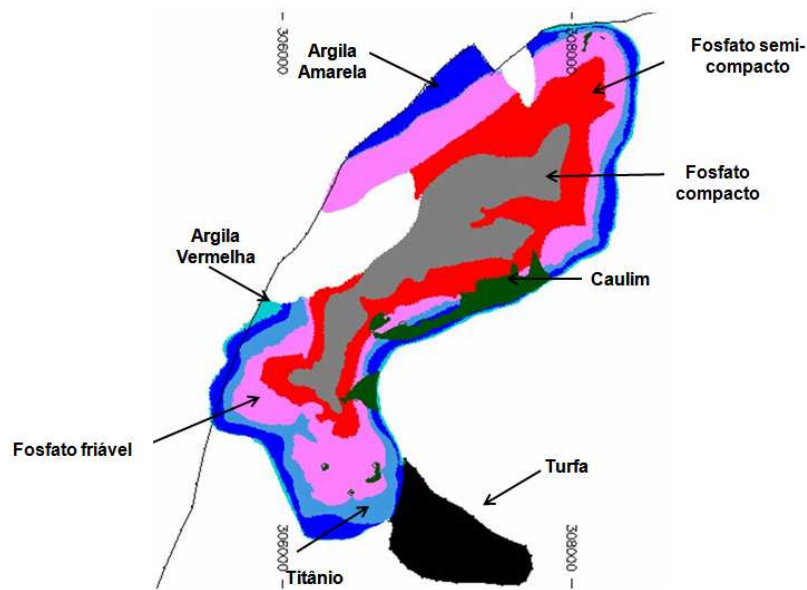 306000
308000
Argila
Amarela
Fosfato semi-
compacto
Fosfato
compacto
Argila
Vermelha
Caulim
Fosfato friável
Turfa
Titânio
306000
308000